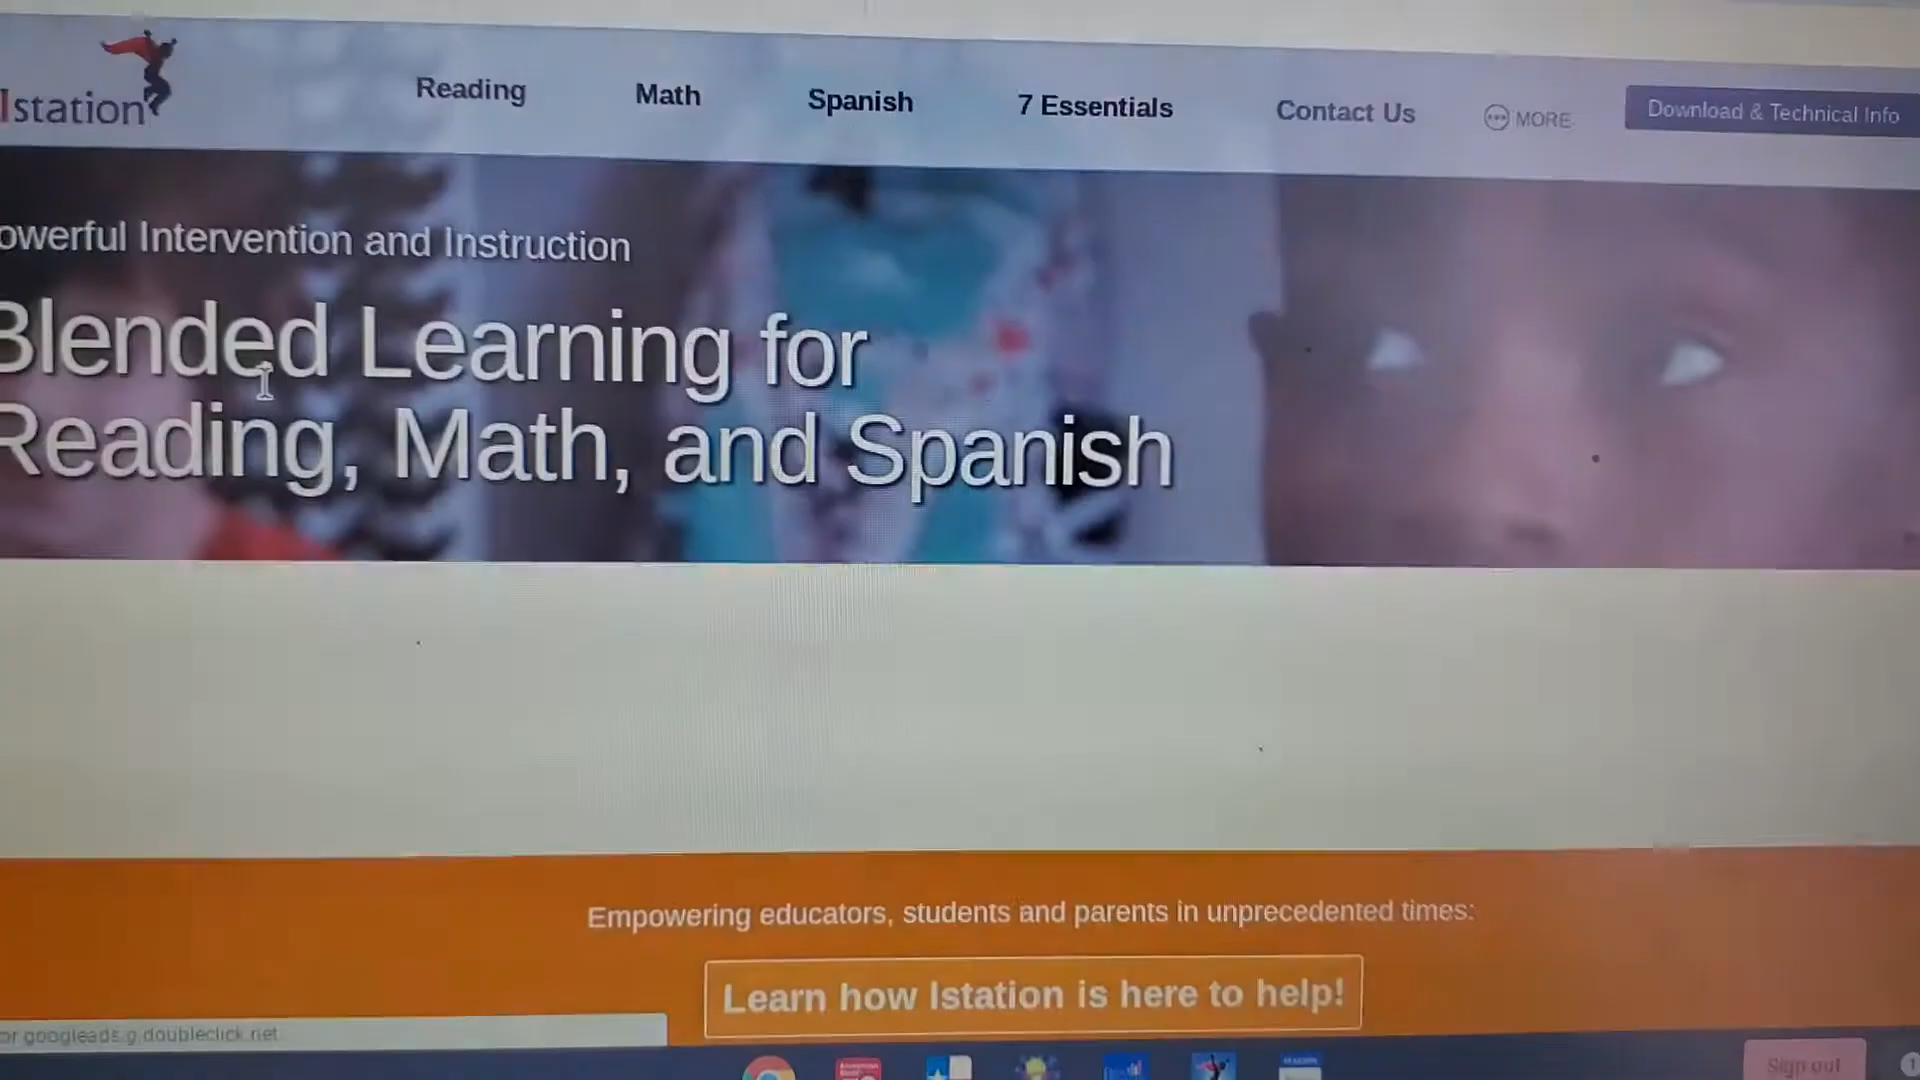 Istation
Reading
Math
Spanish
7 Essentials
Contact Us
MORE
Download & Technical Info
owerful Intervention and Instruction
Blended Learning for
Reading, Math, and Spanish
Empowering educators, students and parents in unprecedented times:
Learn how Istation is here to help!
or googleads.g.doubleclick.net
Sign out
1